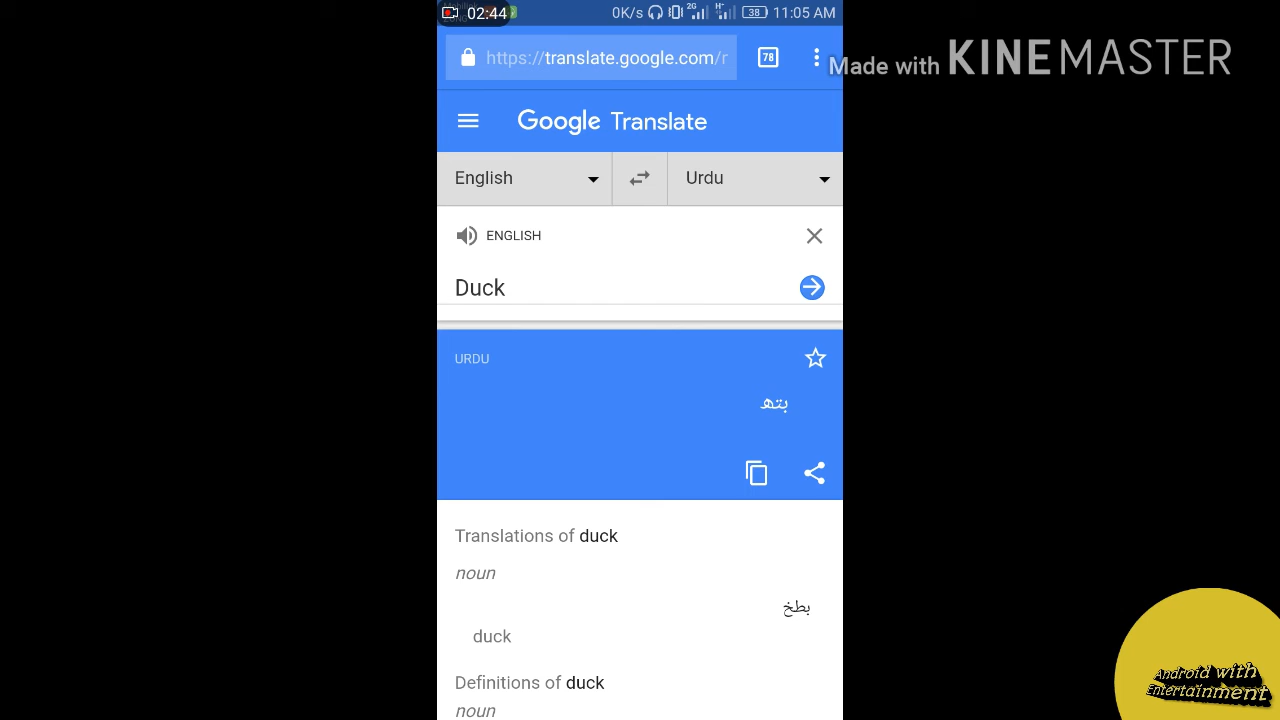 02:44 0K/s 2G H+ 38 11:05 AM
https://translate.google.com/r 78
Made with KINEMASTER
Google Translate
English Urdu
ENGLISH
Duck
URDU
بتھ
Translations of duck
noun
بطخ
duck
Definitions of duck
noun
Android with
Entertainment